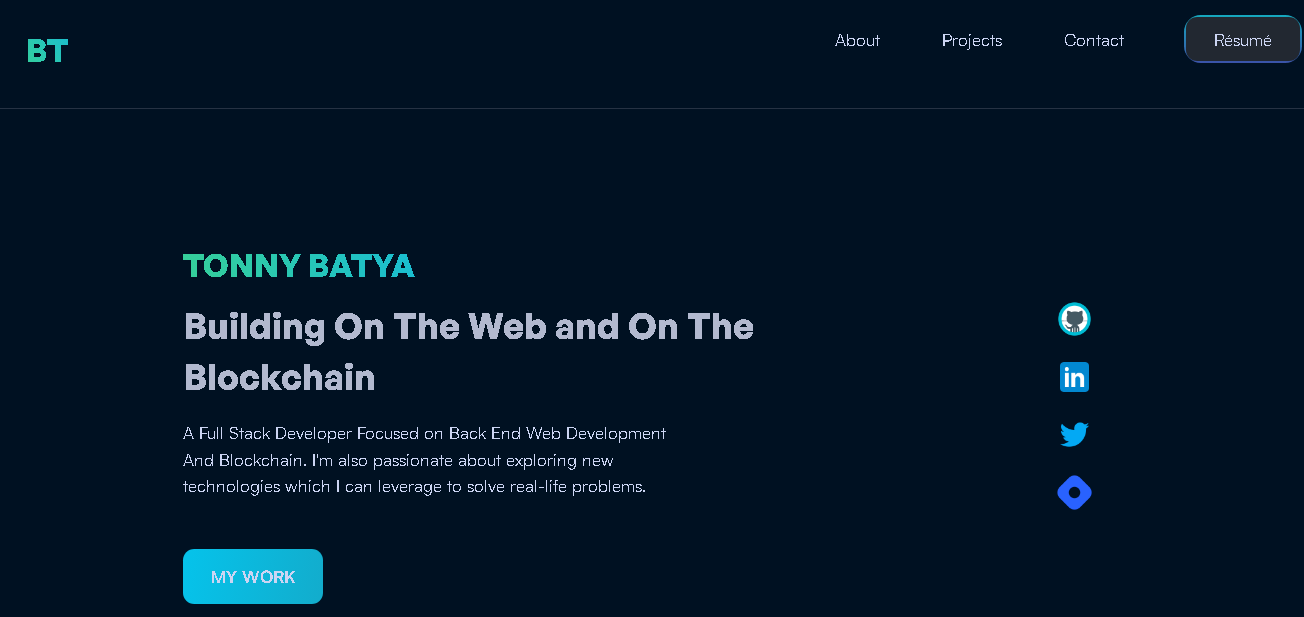 BT
About Projects Contact Résumé
TONNY BATYA
Building On The Web and On The
Blockchain
A Full Stack Developer Focused on Back End Web Development
And Blockchain. I'm also passionate about exploring new
technologies which I can leverage to solve real-life problems.
in
MY WORK